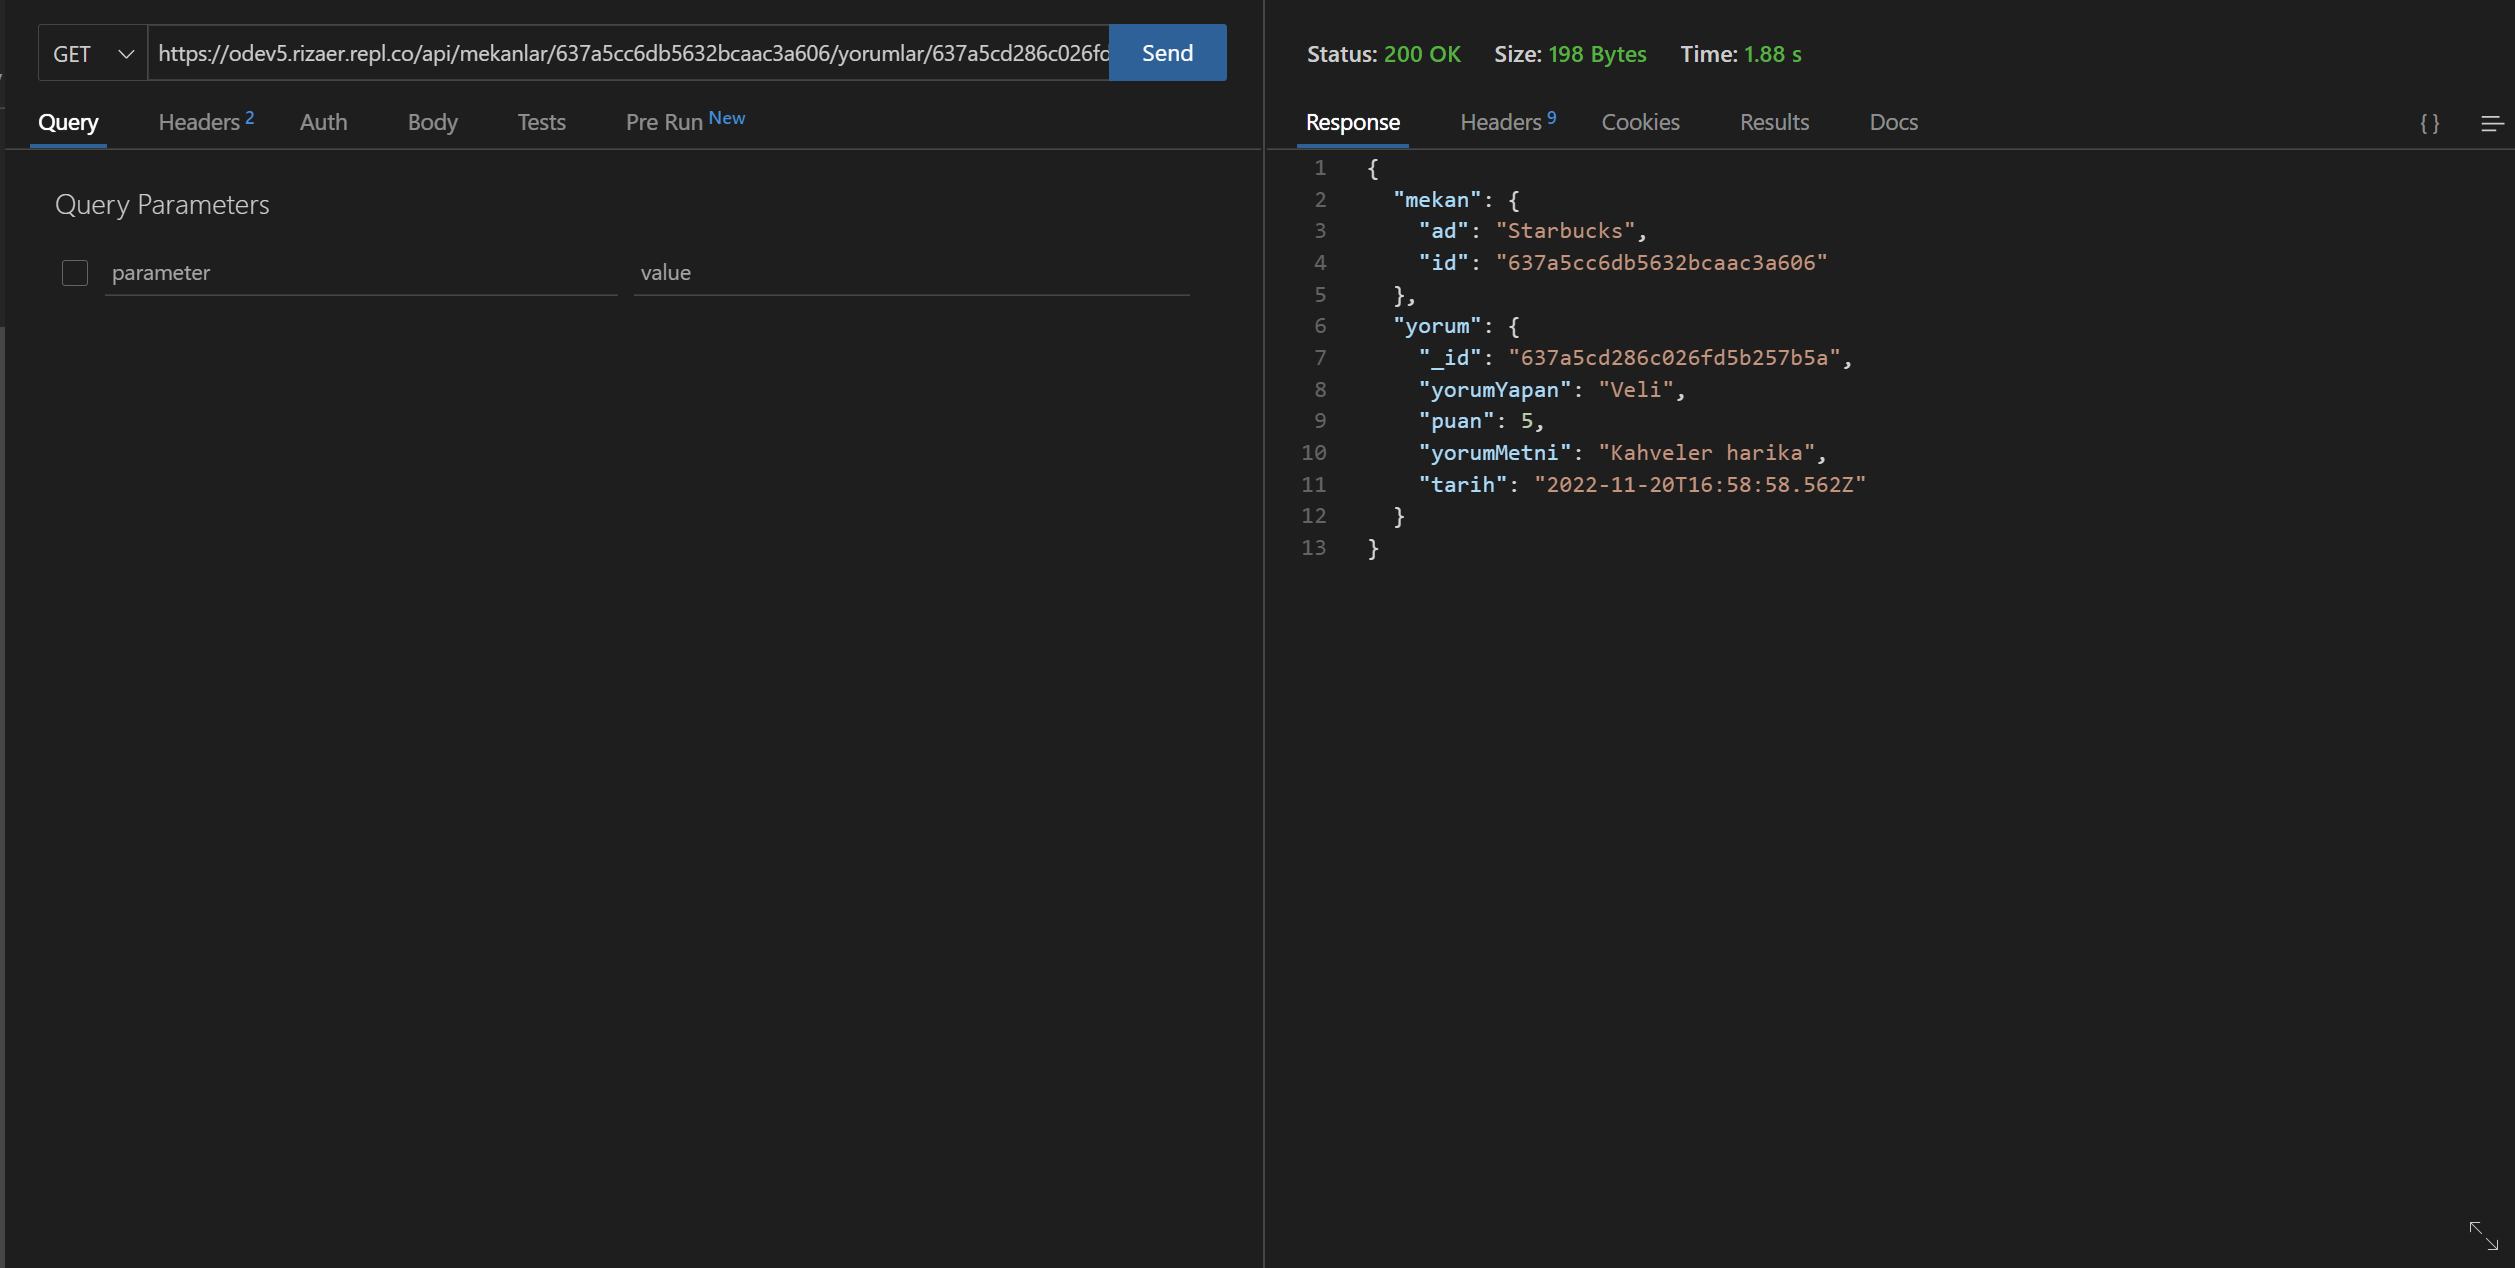 GET https://odev5.rizaer.repl.co/api/mekanlar/637a5cc6db5632bcaac3a606/yorumlar/637a5cd286c026fd Send
Query Headers 2 Auth Body Tests Pre Run New
Query Parameters
parameter value
Status: 200 OK Size: 198 Bytes Time: 1.88 s
Response Headers 9 Cookies Results Docs { }
1 {
2 "mekan": {
3 "ad": "Starbucks",
4 "id": "637a5cc6db5632bcaac3a606"
5 },
6 "yorum": {
7 "_id": "637a5cd286c026fd5b257b5a",
8 "yorumYapan": "Veli",
9 "puan": 5,
10 "yorumMetni": "Kahveler harika",
11 "tarih": "2022-11-20T16:58:58.562Z"
12 }
13 }